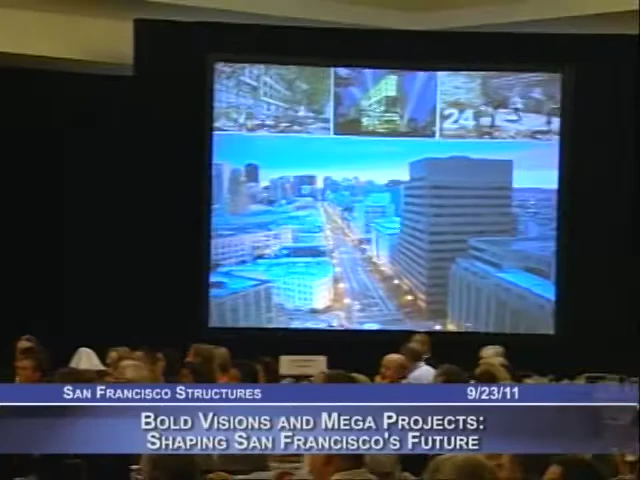 24
San Francisco Structures
9/23/11
Bold Visions and Mega Projects:
Shaping San Francisco's Future